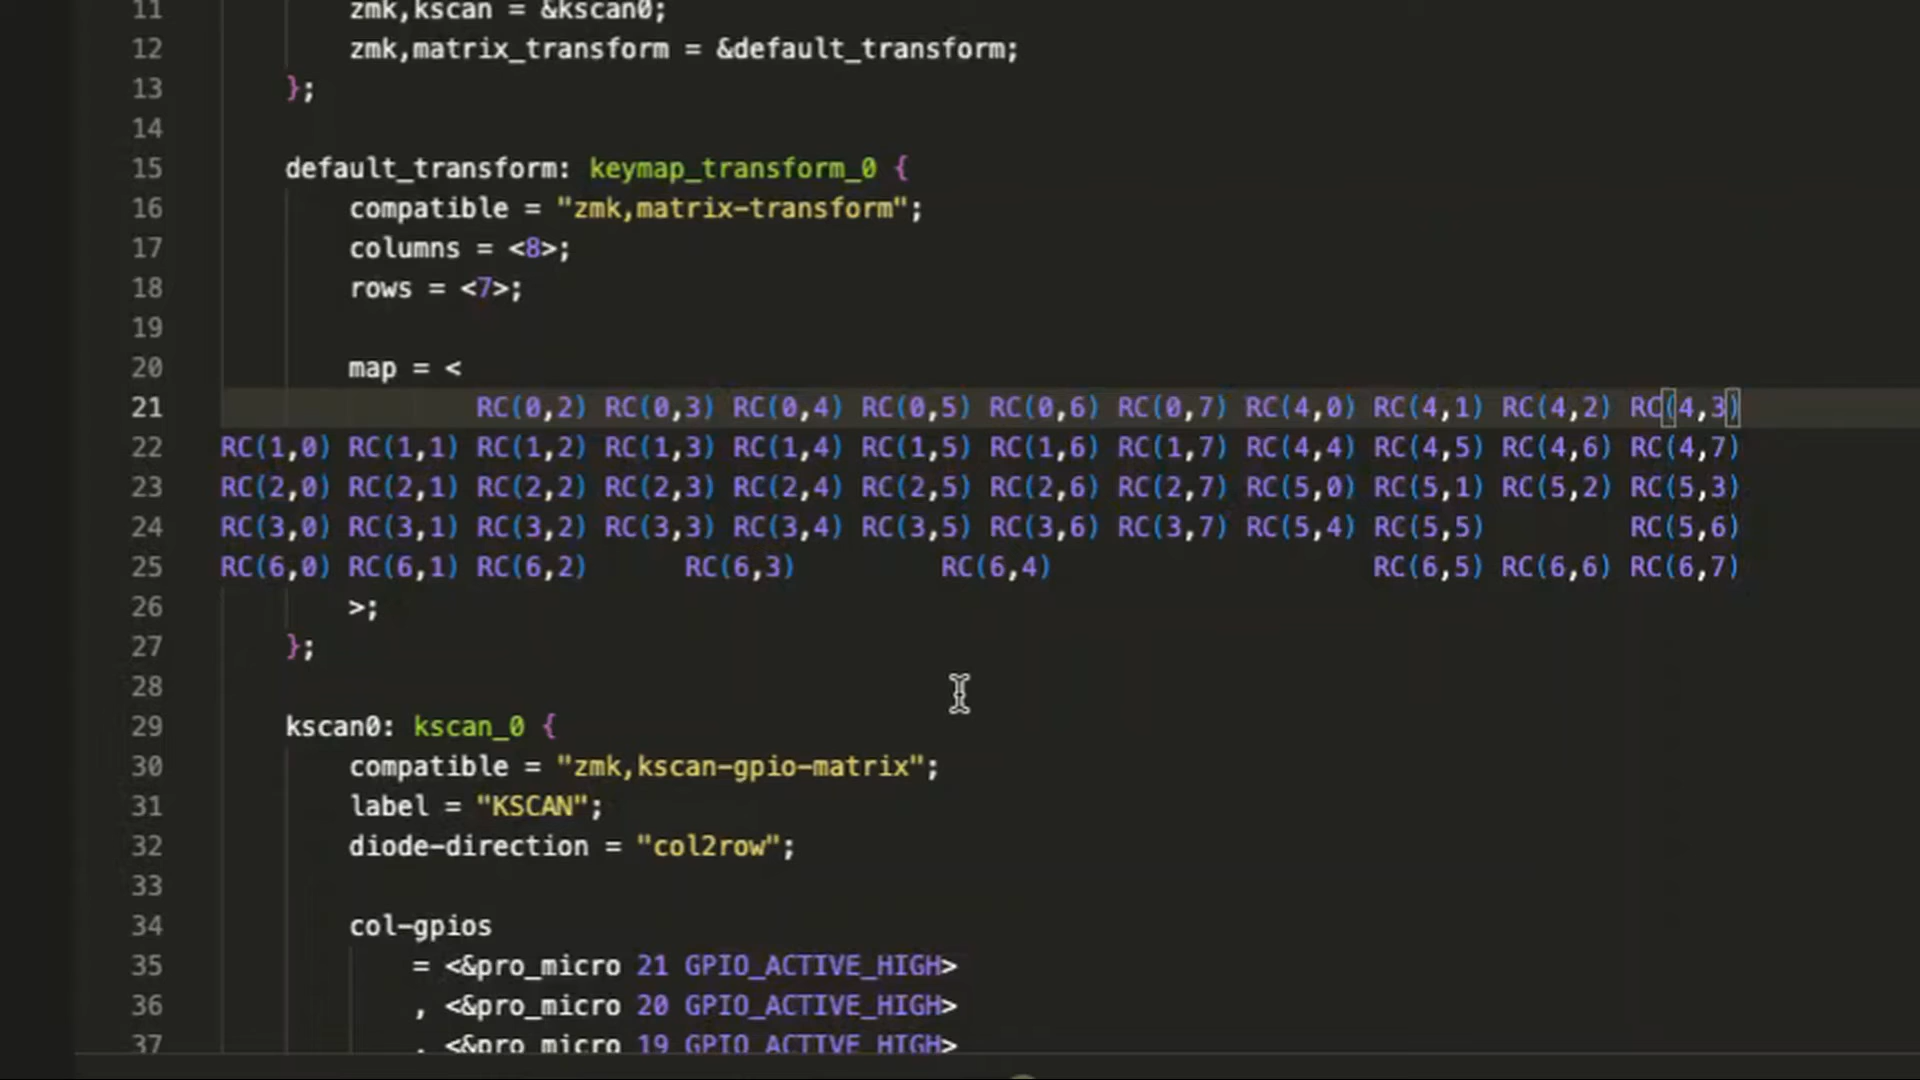 11 zmk,kscan = &kscan0;
12 zmk,matrix_transform = &default_transform;
13 };
14
15 default_transform: keymap_transform_0 {
16 compatible = "zmk,matrix-transform";
17 columns = <8>;
18 rows = <7>;
19
20 map = <
21 RC(0,2) RC(0,3) RC(0,4) RC(0,5) RC(0,6) RC(0,7) RC(4,0) RC(4,1) RC(4,2) RC(4,3)
22 RC(1,0) RC(1,1) RC(1,2) RC(1,3) RC(1,4) RC(1,5) RC(1,6) RC(1,7) RC(4,4) RC(4,5) RC(4,6) RC(4,7)
23 RC(2,0) RC(2,1) RC(2,2) RC(2,3) RC(2,4) RC(2,5) RC(2,6) RC(2,7) RC(5,0) RC(5,1) RC(5,2) RC(5,3)
24 RC(3,0) RC(3,1) RC(3,2) RC(3,3) RC(3,4) RC(3,5) RC(3,6) RC(3,7) RC(5,4) RC(5,5) RC(5,6)
25 RC(6,0) RC(6,1) RC(6,2) RC(6,3) RC(6,4) RC(6,5) RC(6,6) RC(6,7)
26 >;
27 };
28
29 kscan0: kscan_0 {
30 compatible = "zmk,kscan-gpio-matrix";
31 label = "KSCAN";
32 diode-direction = "col2row";
33
34 col-gpios
35 = <&pro_micro 21 GPIO_ACTIVE_HIGH>
36 , <&pro_micro 20 GPIO_ACTIVE_HIGH>
37 , <&pro_micro 19 GPIO_ACTIVE_HIGH>